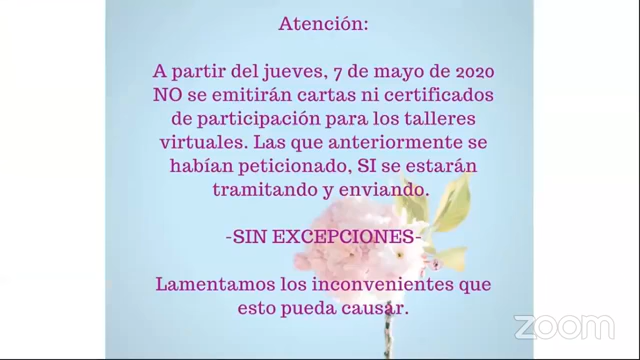 Atención:
A partir del jueves, 7 de mayo de 2020
NO se emitirán cartas ni certificados
de participación para los talleres
virtuales. Las que anteriormente se
habían peticionado, SI se estarán
tramitando y enviando.
-SIN EXCEPCIONES-
Lamentamos los inconvenientes que
esto pueda causar.
zoom